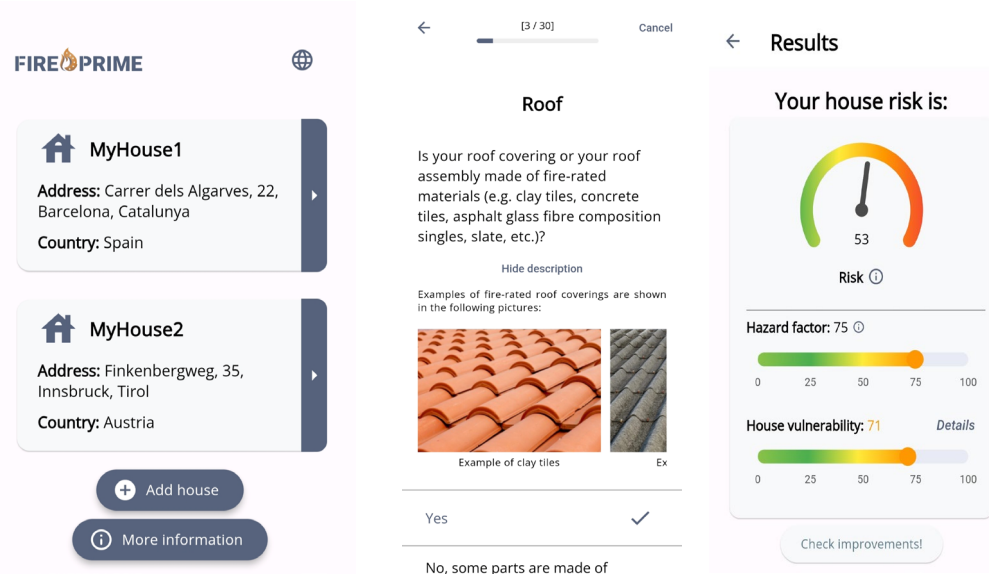 FIRE PRIME
MyHouse1
Address: Carrer dels Algarves, 22,
Barcelona, Catalunya
Country: Spain
MyHouse2
Address: Finkenbergweg, 35,
Innsbruck, Tirol
Country: Austria
Add house
More information
[3 / 30]
Cancel
Roof
Is your roof covering or your roof
assembly made of fire-rated
materials (e.g. clay tiles, concrete
tiles, asphalt glass fibre composition
singles, slate, etc.)?
Hide description
Examples of fire-rated roof coverings are shown
in the following pictures:
Example of clay tiles
Ex
Yes
No, some parts are made of
Results
Your house risk is:
53
Risk
Hazard factor: 75
0 25 50 75 100
House vulnerability: 71 Details
0 25 50 75 100
Check improvements!